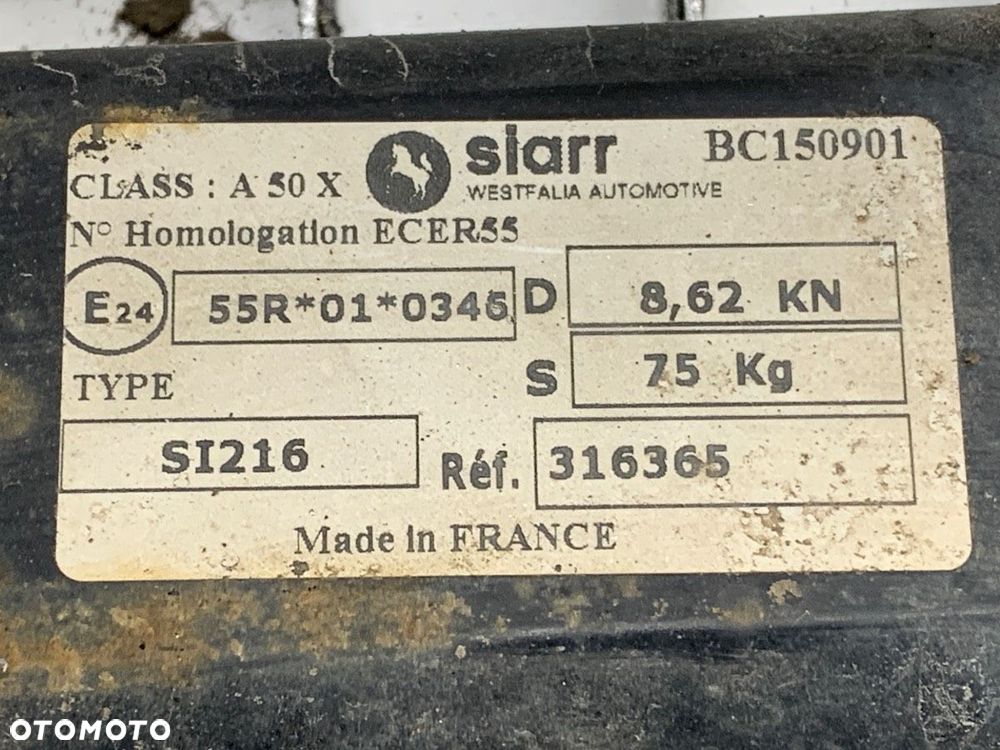 siarr BC150901
CLASS : A 50 X WESTFALIA AUTOMOTIVE
N° Homologation ECER55
E24 55R*01*0346 D 8,62 KN
TYPE S 75 Kg
SI216 Réf. 316365
Made in FRANCE
OTOMOTO